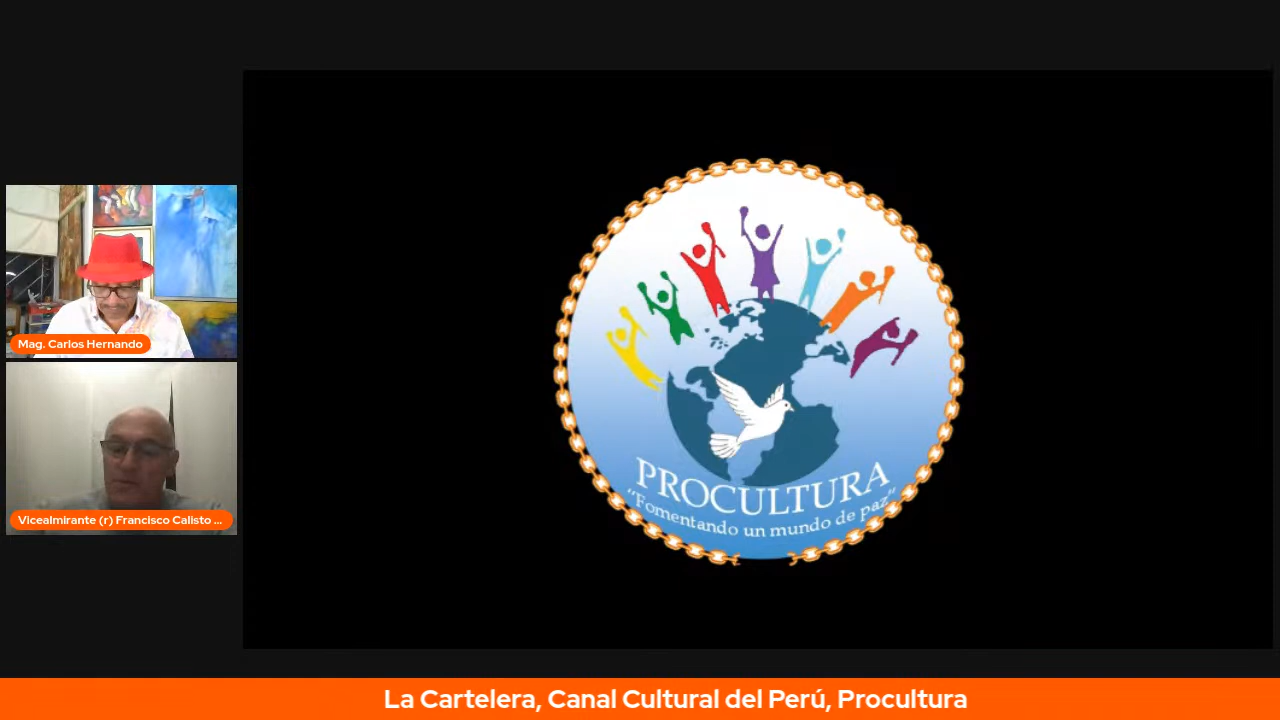 Mag. Carlos Hernando
Vicealmirante (r) Francisco Calisto ...
PROCULTURA
"Fomentando un mundo de paz"
La Cartelera, Canal Cultural del Perú, Procultura